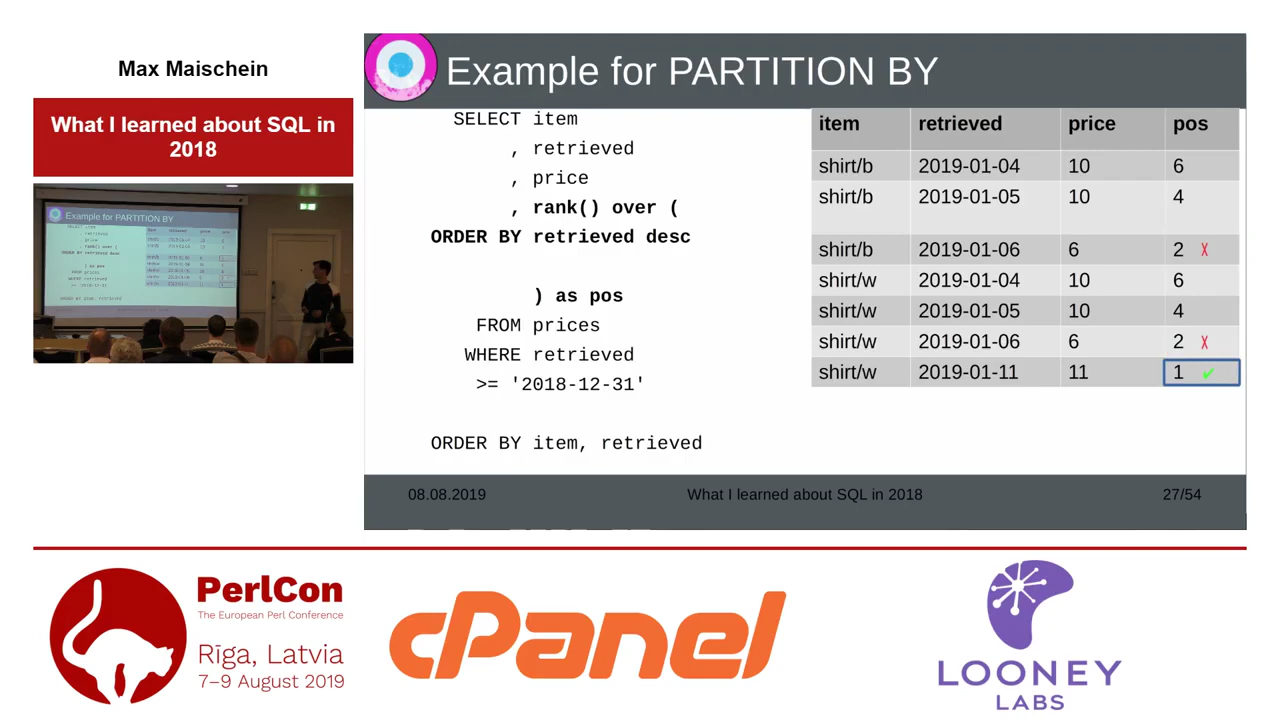 Max Maischein
What I learned about SQL in
2018
Example for PARTITION BY
SELECT item
, retrieved
, price
, rank() over (
ORDER BY retrieved desc
) as pos
FROM prices
WHERE retrieved
>= '2018-12-31'
ORDER BY item, retrieved
item retrieved price pos
shirt/b 2019-01-04 10 6
shirt/b 2019-01-05 10 4
shirt/b 2019-01-06 6 2 ✗
shirt/w 2019-01-04 10 6
shirt/w 2019-01-05 10 4
shirt/w 2019-01-06 6 2 ✗
shirt/w 2019-01-11 11 1 ✓
08.08.2019 What I learned about SQL in 2018 27/54
Example for PARTITION BY
PerlCon
The European Perl Conference
Rīga, Latvia
7–9 August 2019
cPanel
LOONEY
LABS